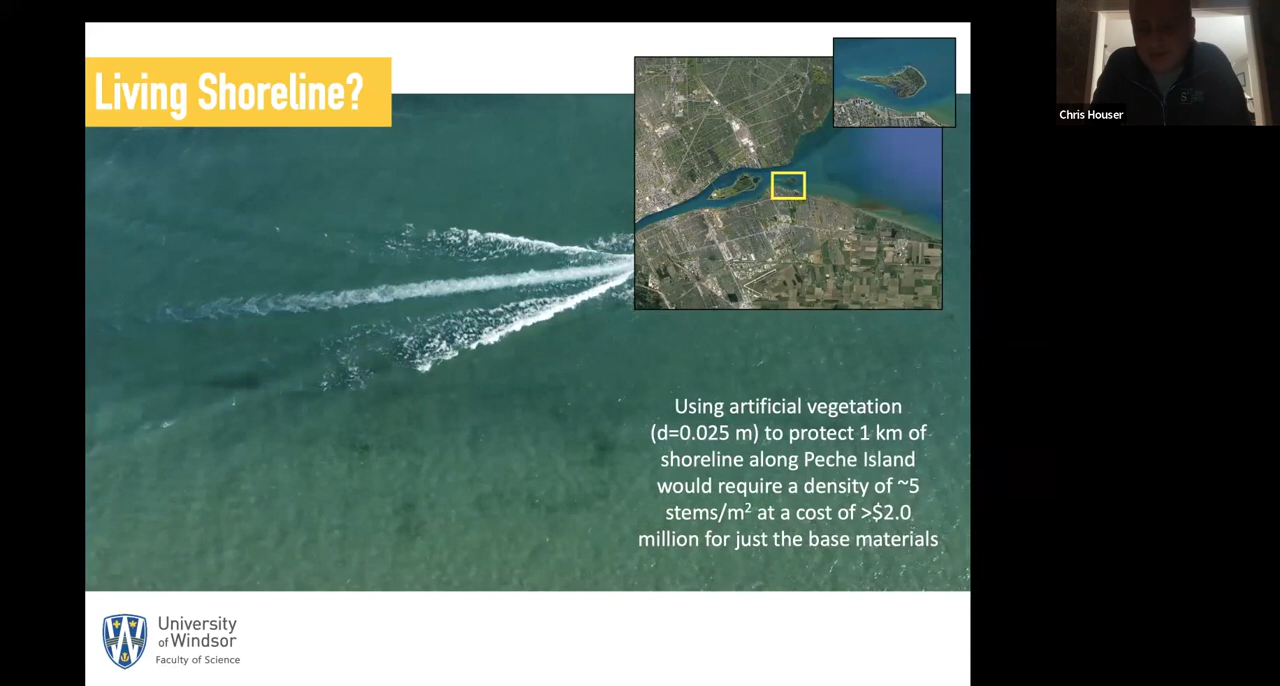 Living Shoreline?
Chris Houser
Using artificial vegetation
(d=0.025 m) to protect 1 km of
shoreline along Peche Island
would require a density of ~5
stems/m² at a cost of >$2.0
million for just the base materials
University
of Windsor
Faculty of Science